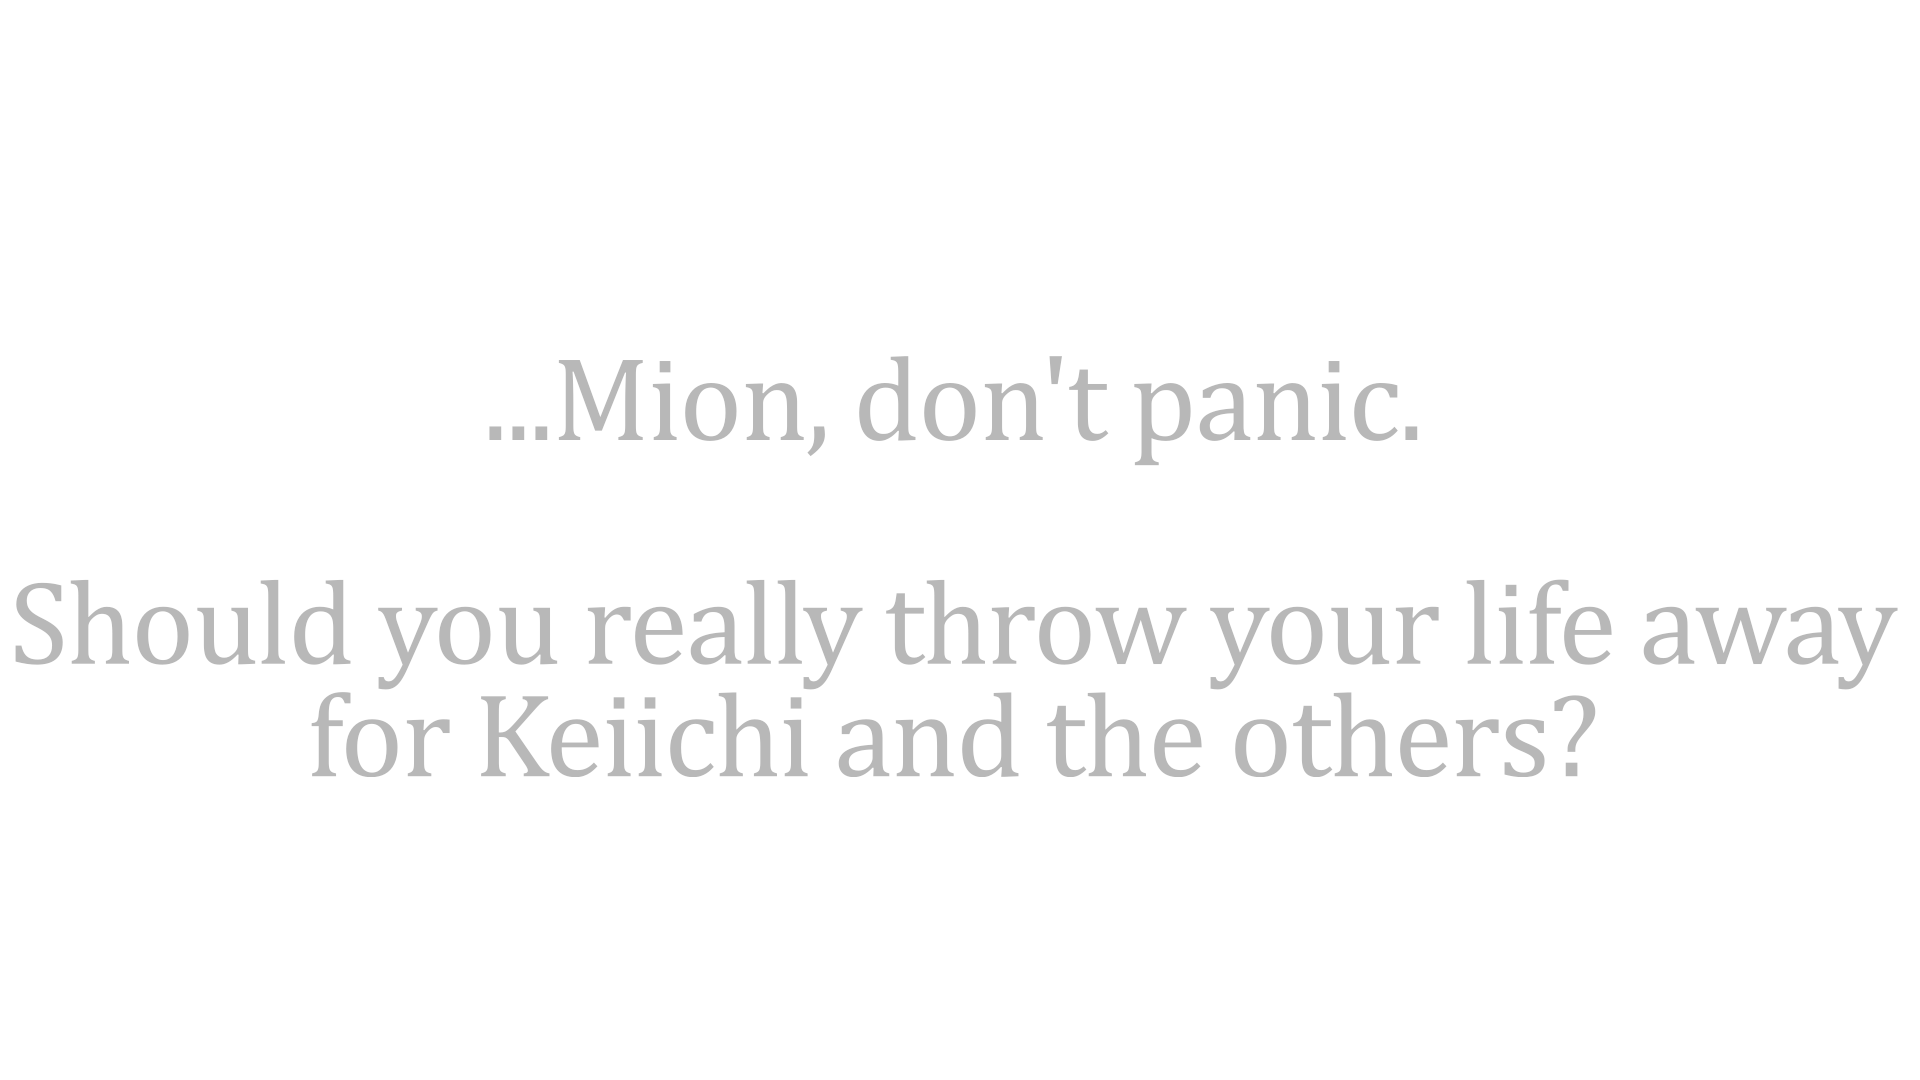 ...Mion, don't panic.
Should you really throw your life away
for Keiichi and the others?